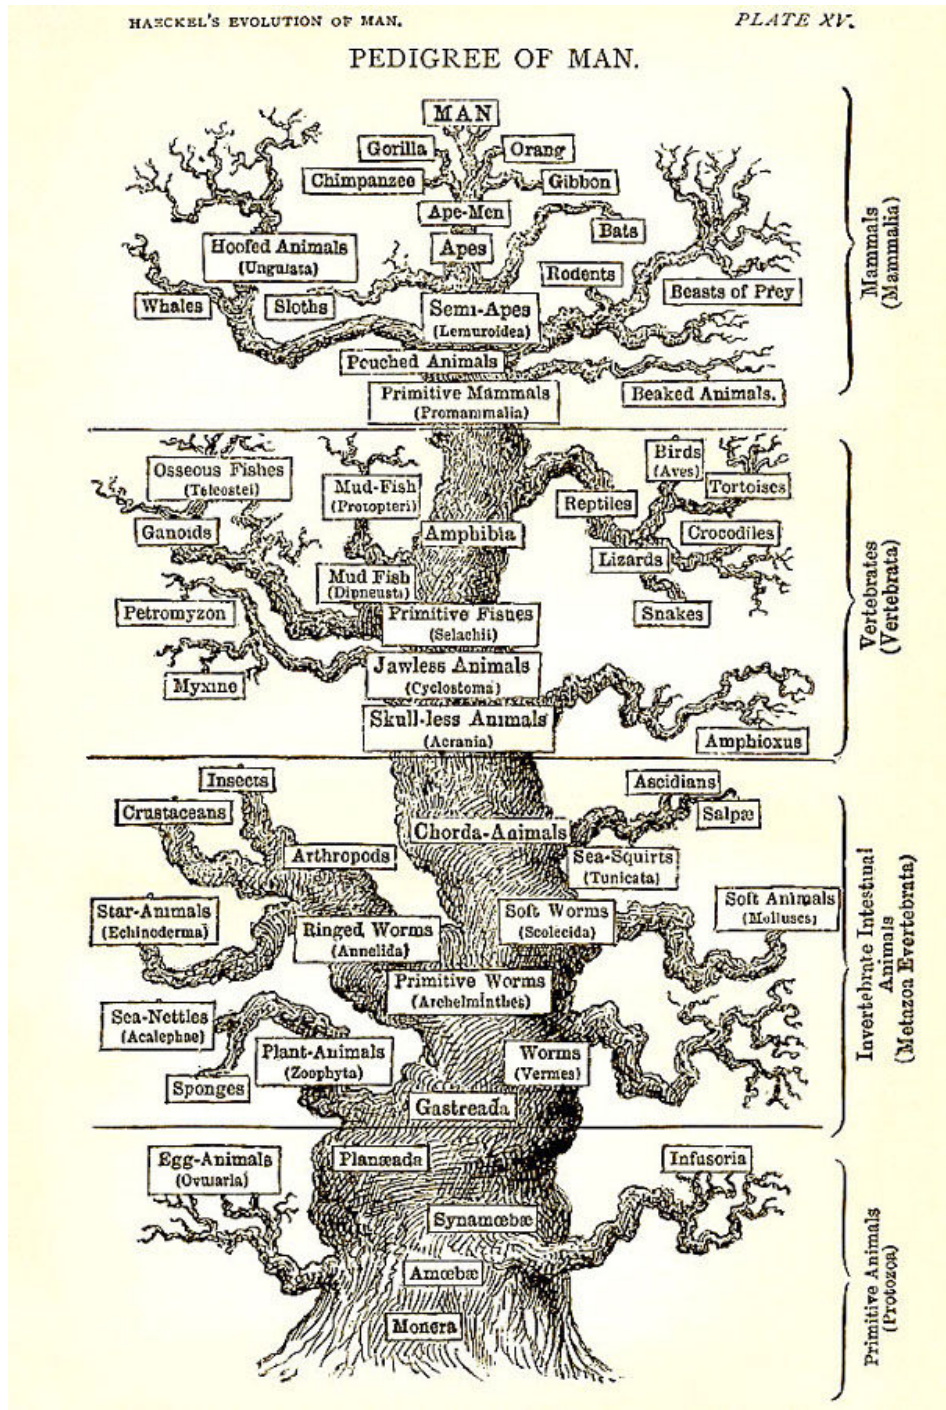 HAECKEL'S EVOLUTION OF MAN.
PLATE XV.
PEDIGREE OF MAN.
MAN
Gorilla
Orang
Chimpanzee
Gibbon
Ape-Men
Bats
Hoofed Animals
(Ungulata)
Apes
Rodents
Beasts of Prey
Whales
Sloths
Semi-Apes
(Lemuroidea)
Pouched Animals
Primitive Mammals
(Promammalia)
Beaked Animals.
Mammals
(Mammalia)
Osseous Fishes
(Teleostei)
Mud-Fish
(Protopteri)
Birds
(Aves)
Tortoises
Reptiles
Ganoids
Amphibia
Crocodiles
Lizards
Mud Fish
(Dipneusti)
Petromyzon
Primitive Fishes
(Selachii)
Snakes
Jawless Animals
(Cyclostoma)
Myxine
Skull-less Animals
(Acrania)
Amphioxus
Vertebrates
(Vertebrata)
Insects
Ascidians
Crustaceans
Salpæ
Chorda-Animals
Arthropods
Sea-Squirts
(Tunicata)
Star-Animals
(Echinoderma)
Ringed Worms
(Annelida)
Soft Worms
(Scolecida)
Soft Animals
(Molluscs)
Primitive Worms
(Archelminthes)
Sea-Nettles
(Acalephae)
Plant-Animals
(Zoophyta)
Worms
(Vermes)
Sponges
Gastreada
Invertebrate Intestinal
Animals
(Metazoa Evertebrata)
Egg-Animals
(Ovularia)
Planæada
Infusoria
Synamœbæ
Amœbæ
Monera
Primitive Animals
(Protozoa)